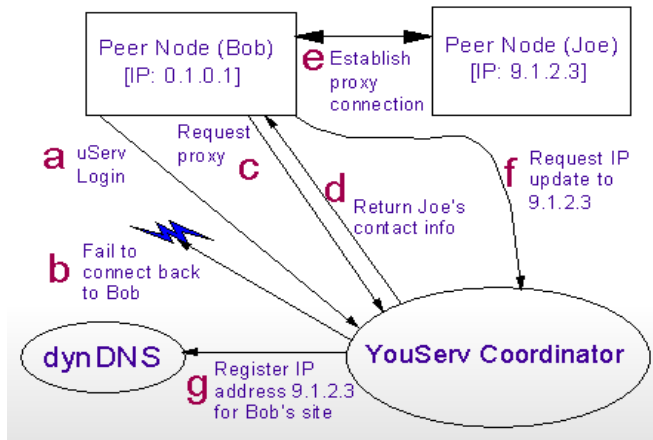 Peer Node (Bob)
[IP: 0.1.0.1]
Peer Node (Joe)
[IP: 9.1.2.3]
e
Establish
proxy
connection
a
uServ
Login
Request
proxy
c
d
Return Joe's
contact info
f
Request IP
update to
9.1.2.3
b
Fail to
connect back
to Bob
dynDNS
YouServ Coordinator
g
Register IP
address 9.1.2.3
for Bob's site